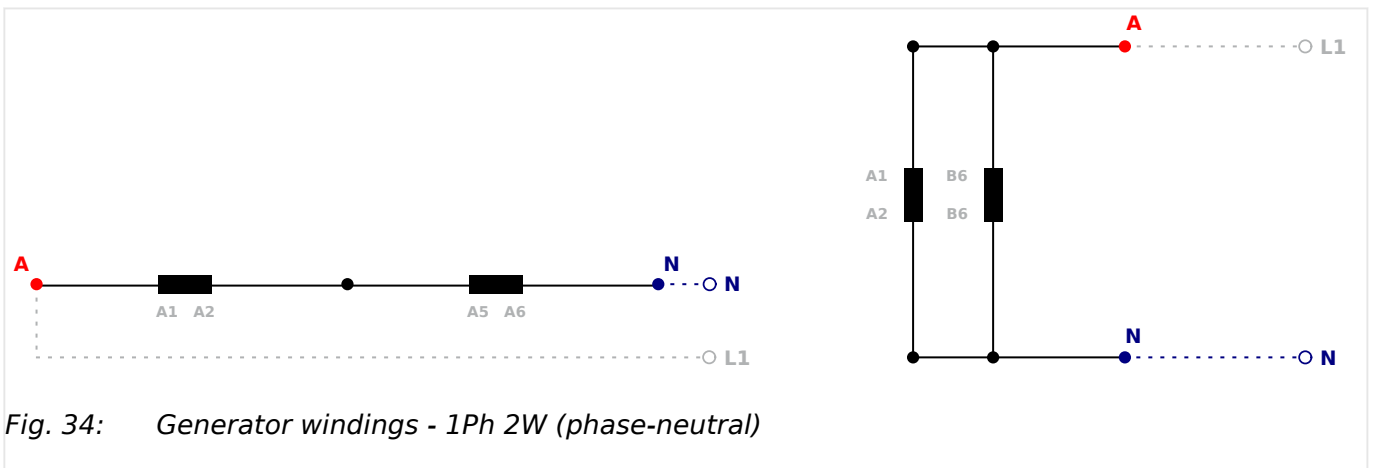 A
L1
A1 B6
A2 B6
A N
N
A1 A2 A5 A6
N
N
L1
Fig. 34: Generator windings - 1Ph 2W (phase-neutral)